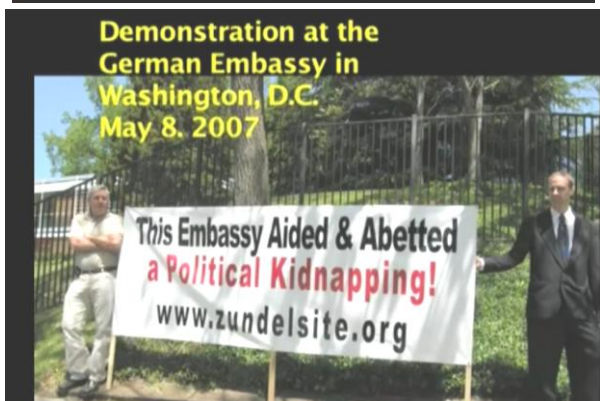 Demonstration at the
German Embassy in
Washington, D.C.
May 8. 2007
This Embassy Aided & Abetted
a Political Kidnapping!
www.zundelsite.org